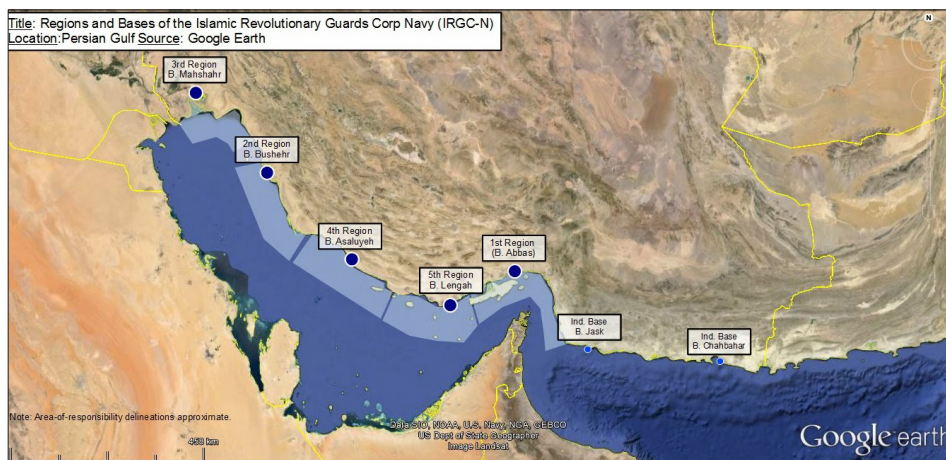 Title: Regions and Bases of the Islamic Revolutionary Guards Corp Navy (IRGC-N)
Location:Persian Gulf Source: Google Earth
N
3rd Region
B. Mahshahr
2nd Region
B. Bushehr
4th Region
B. Asaluyeh
1st Region
(B. Abbas)
5th Region
B. Lengah
Ind. Base
B. Jask
Ind. Base
B. Chahbahar
Note: Area-of-responsibility delineations approximate.
Data SIO, NOAA, U.S. Navy, NGA, GEBCO
US Dept of State Geographer
Image Landsat
km
Google earth